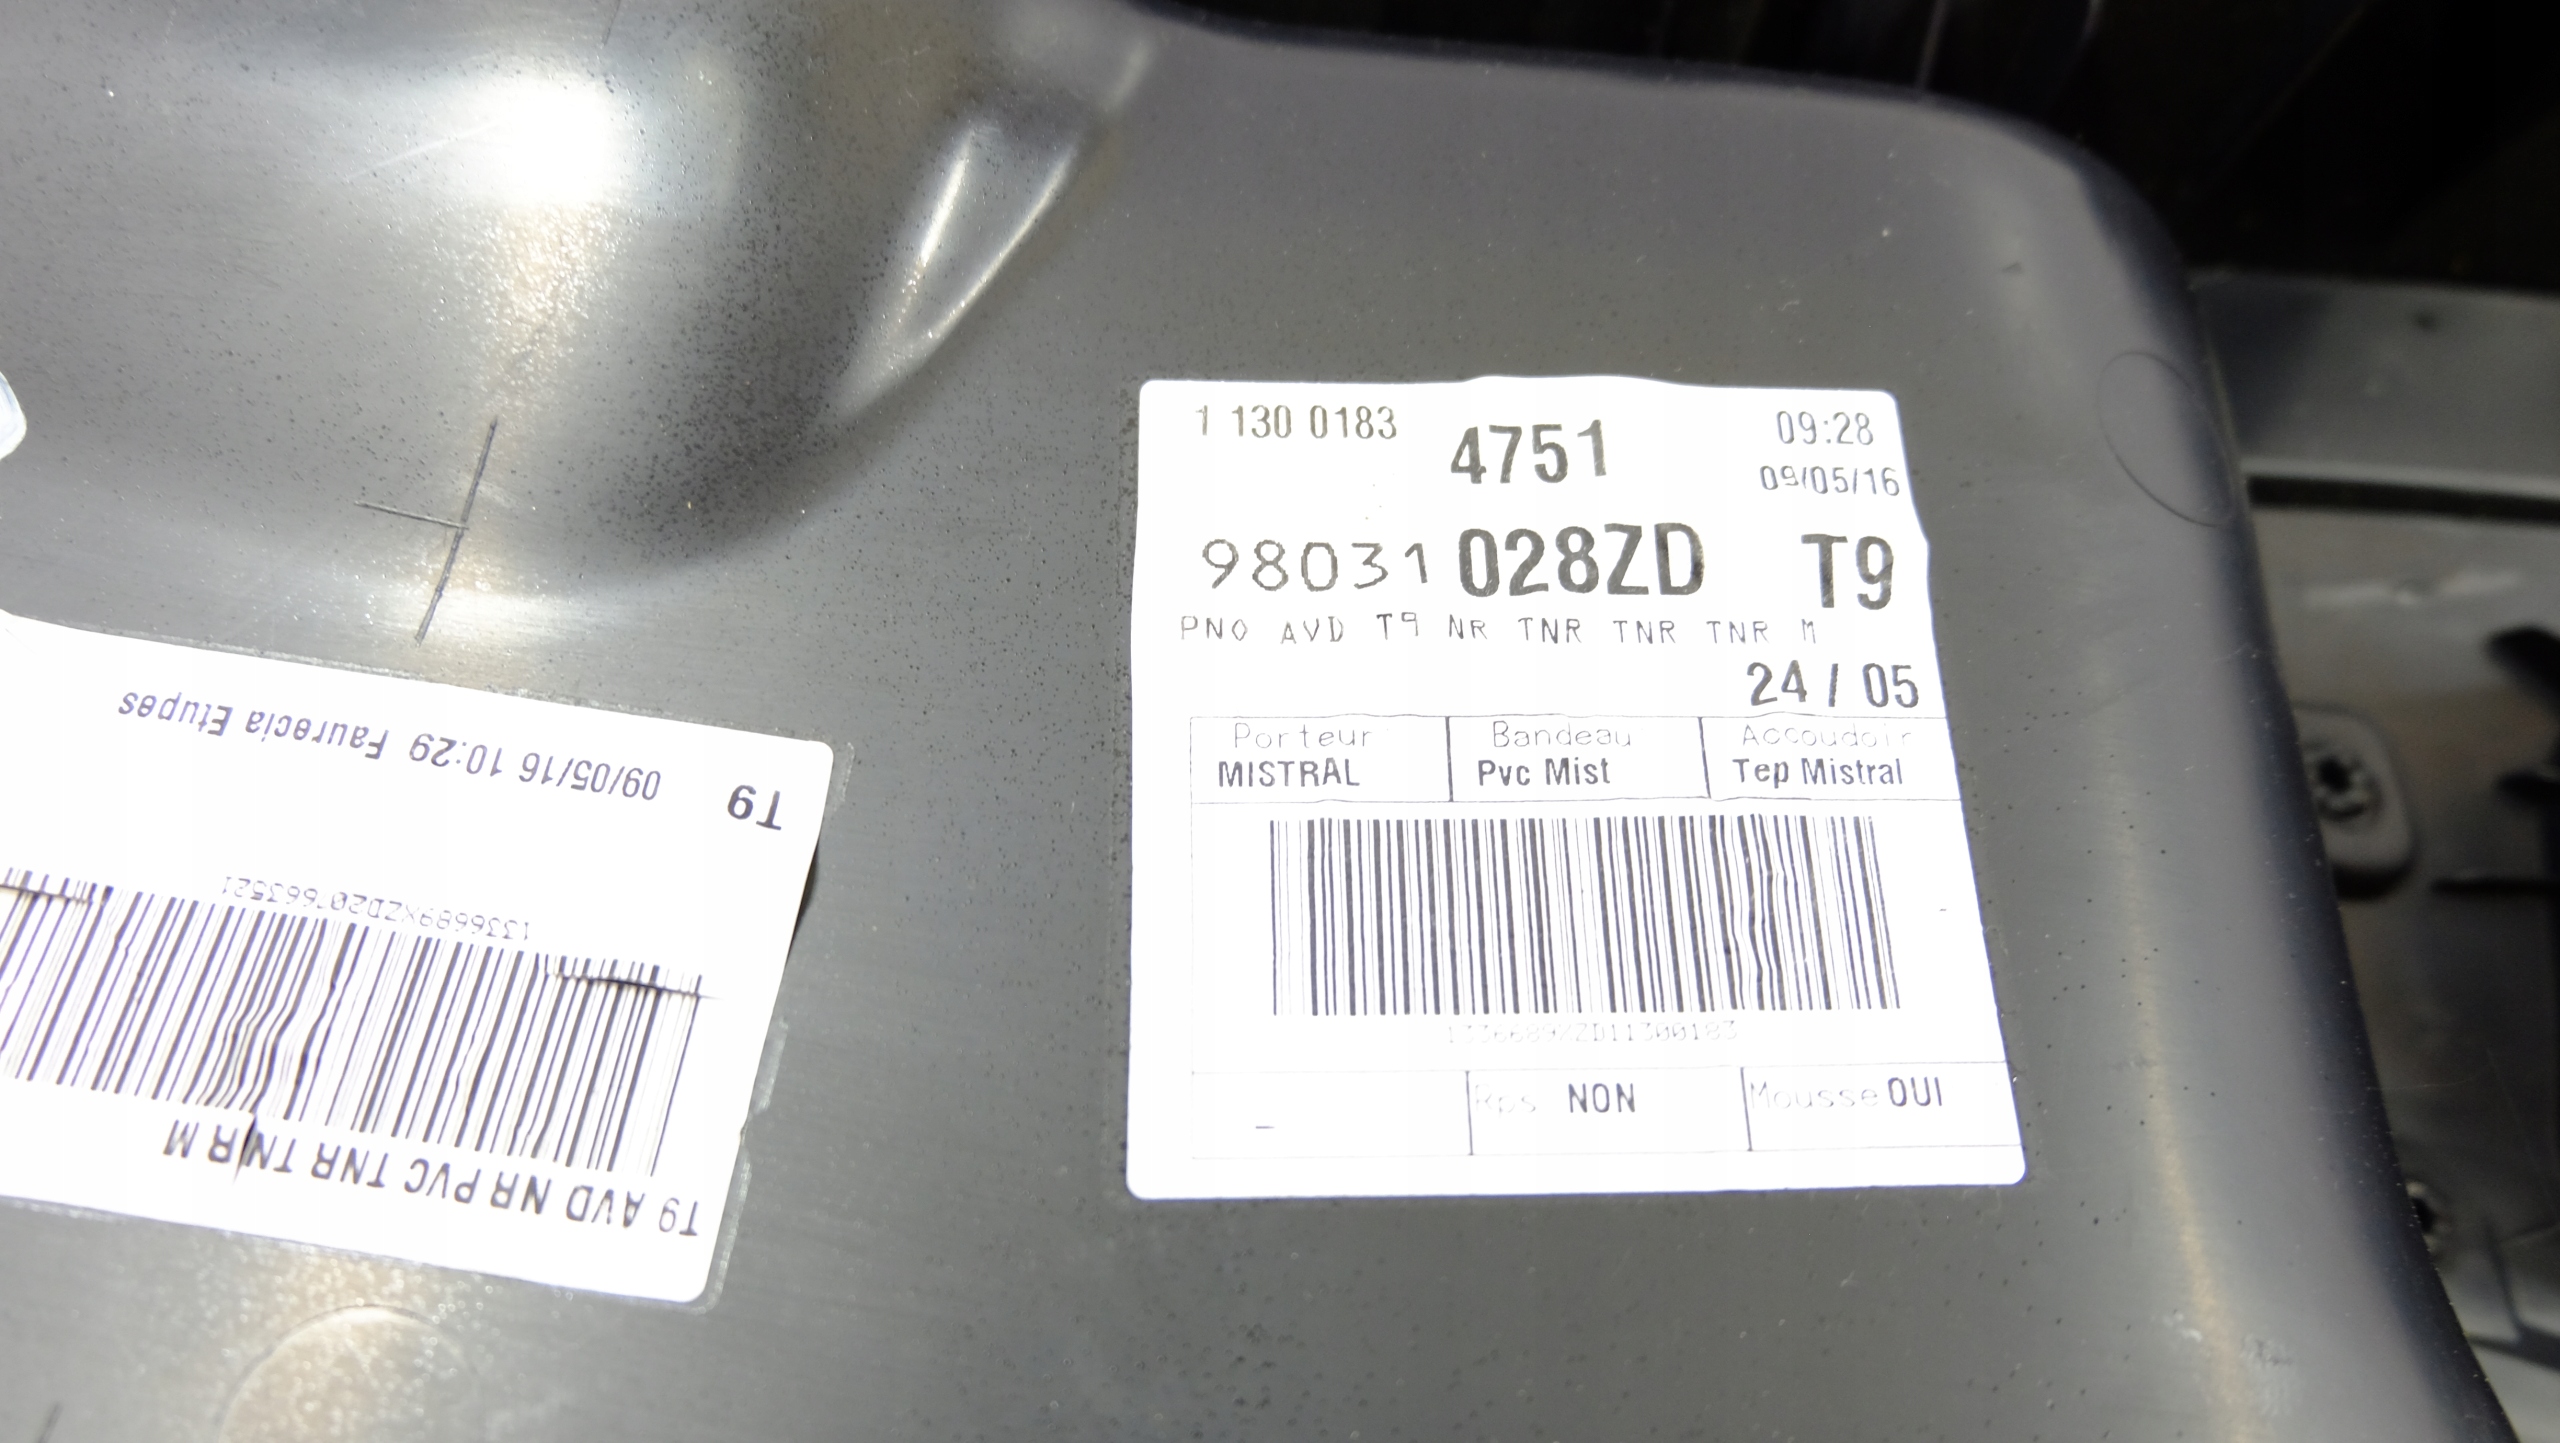 1 130 0183
4751
09:28
09/05/16
98031 028ZD T9
PNO AVD T9 NR TNR TNR TNR M
24 / 05
Porteur Bandeau Accoudoir
MISTRAL Pvc Mist Tep Mistral
1336689XZD11300183
- Rps NON Mousse OUI
T9 AVD NR PVC TNR TNR M
T9
09/05/16 10:29 Faurecia Etupes